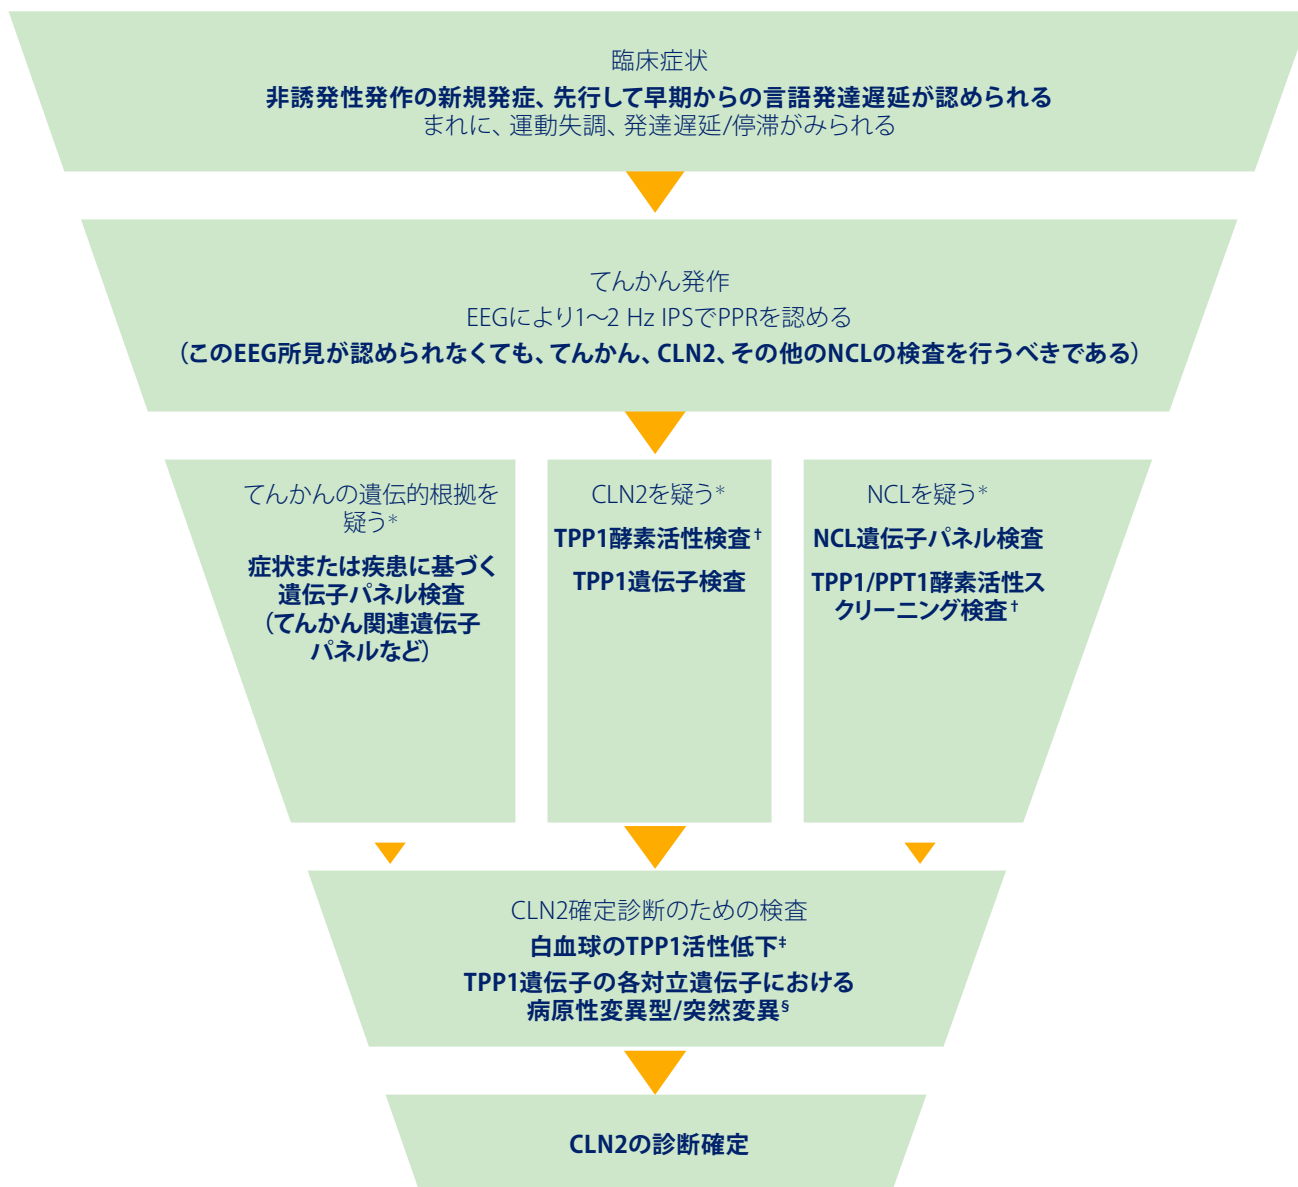 臨床症状
非誘発性発作の新規発症、先行して早期からの言語発達遅延が認められる
まれに、運動失調、発達遅延/停滞がみられる
てんかん発作
EEGにより1〜2 Hz IPSでPPRを認める
（このEEG所見が認められなくても、てんかん、CLN2、その他のNCLの検査を行うべきである）
てんかんの遺伝的根拠を
疑う*
症状または疾患に基づく
遺伝子パネル検査
（てんかん関連遺伝子
パネルなど）
CLN2を疑う*
TPP1酵素活性検査†
TPP1遺伝子検査
NCLを疑う*
NCL遺伝子パネル検査
TPP1/PPT1酵素活性ス
クリーニング検査†
CLN2確定診断のための検査
白血球のTPP1活性低下‡
TPP1遺伝子の各対立遺伝子における
病原性変異型/突然変異§
CLN2の診断確定